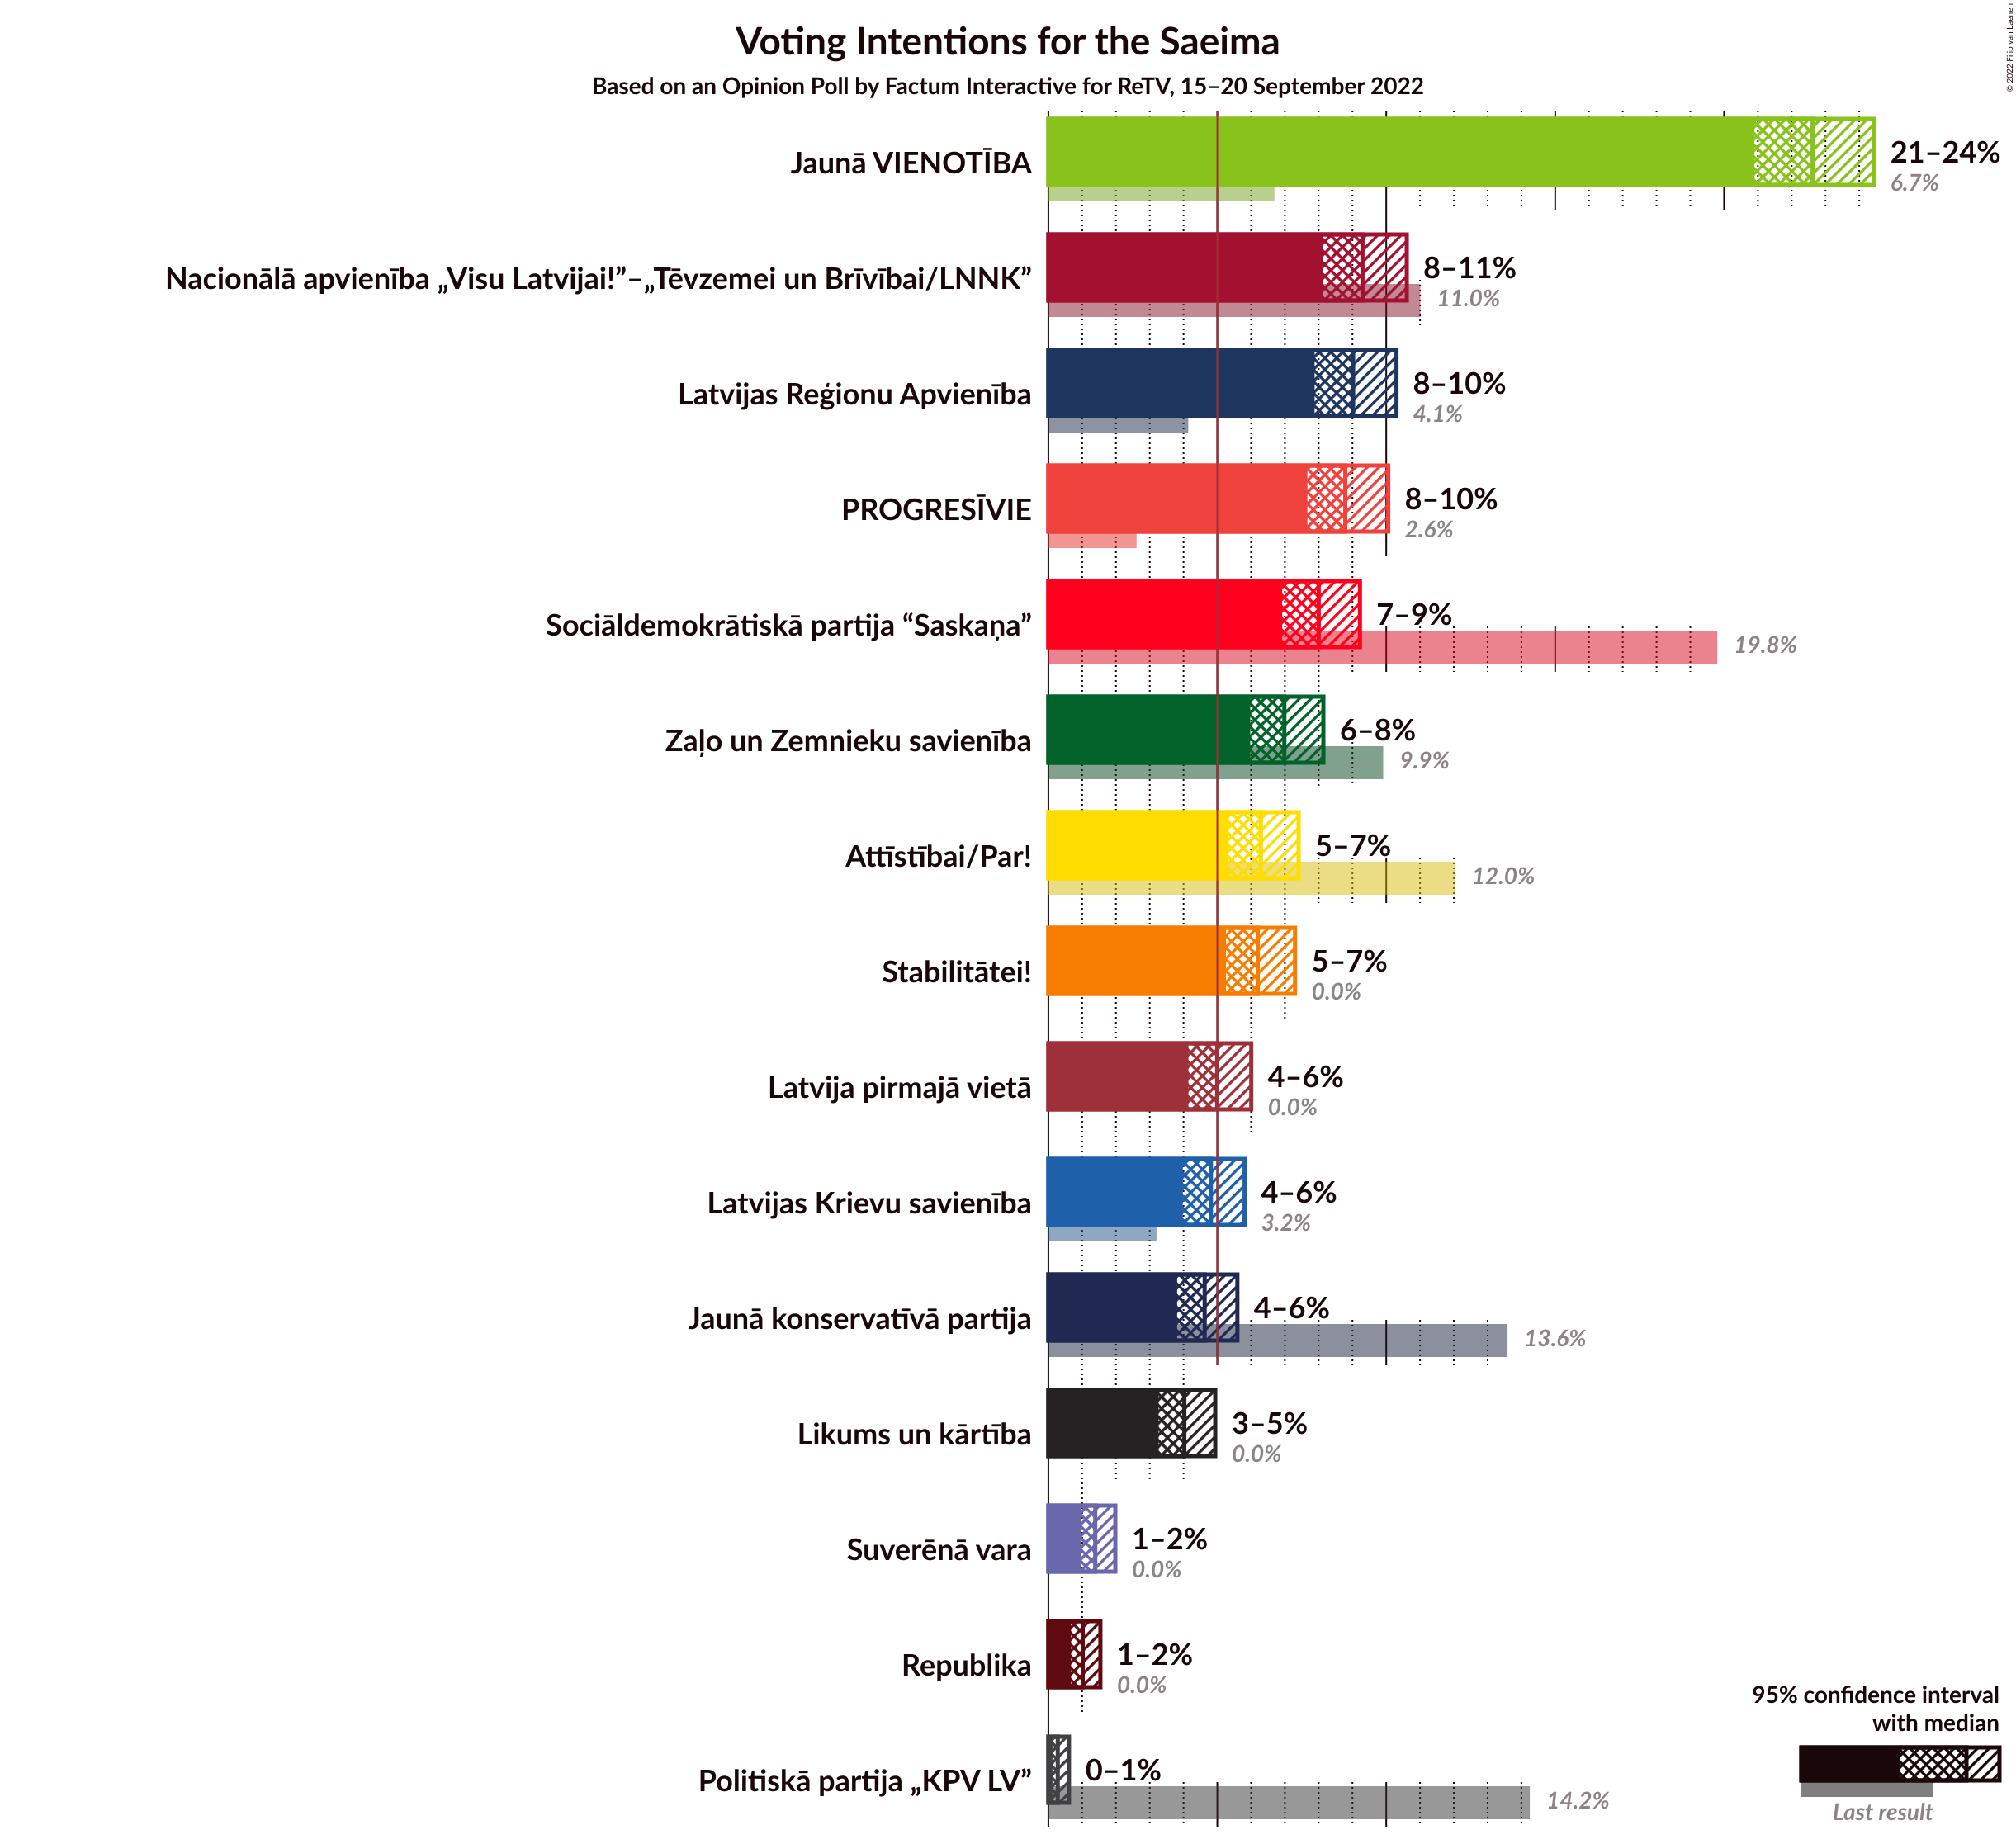 Voting Intentions for the Saeima
Based on an Opinion Poll by Factum Interactive for ReTV, 15–20 September 2022
© 2022 Filip van Laenen
Jaunā VIENOTĪBA
21–24%
6.7%
Nacionālā apvienība „Visu Latvijai!”–„Tēvzemei un Brīvībai/LNNK”
8–11%
11.0%
Latvijas Reģionu Apvienība
8–10%
4.1%
PROGRESĪVIE
8–10%
2.6%
Sociāldemokrātiskā partija “Saskaņa”
7–9%
19.8%
Zaļo un Zemnieku savienība
6–8%
9.9%
Attīstībai/Par!
5–7%
12.0%
Stabilitātei!
5–7%
0.0%
Latvija pirmajā vietā
4–6%
0.0%
Latvijas Krievu savienība
4–6%
3.2%
Jaunā konservatīvā partija
4–6%
13.6%
Likums un kārtība
3–5%
0.0%
Suverēnā vara
1–2%
0.0%
Republika
1–2%
0.0%
Politiskā partija „KPV LV”
0–1%
14.2%
95% confidence interval
with median
Last result